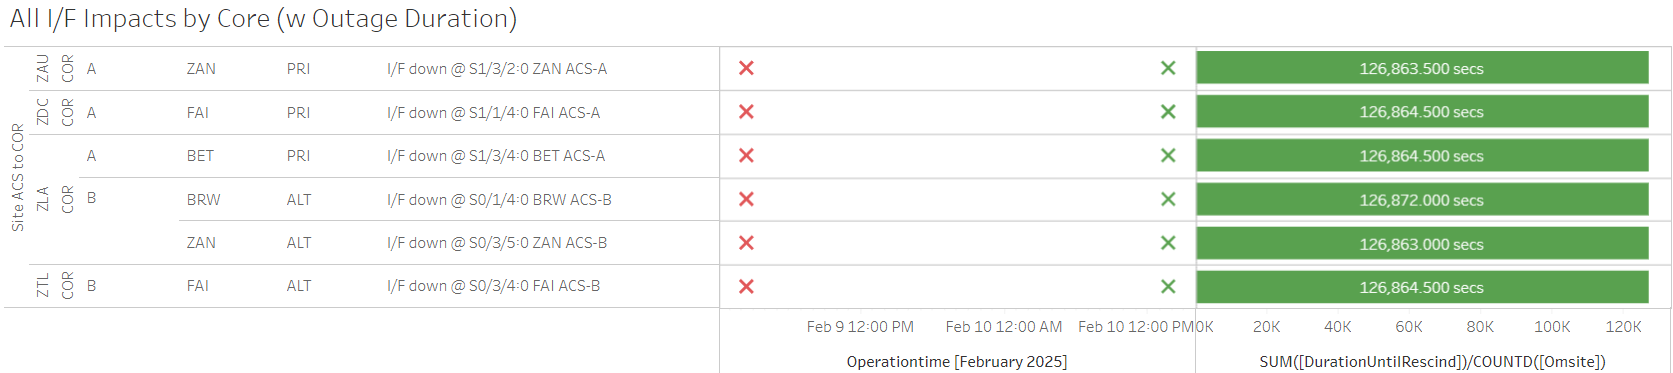 All I/F Impacts by Core (w Outage Duration)
Site ACS to COR
ZAU COR A ZAN PRI I/F down @ S1/3/2:0 ZAN ACS-A 126,863.500 secs
ZDC COR A FAI PRI I/F down @ S1/1/4:0 FAI ACS-A 126,864.500 secs
ZLA COR A BET PRI I/F down @ S1/3/4:0 BET ACS-A 126,864.500 secs
B BRW ALT I/F down @ S0/1/4:0 BRW ACS-B 126,872.000 secs
ZAN ALT I/F down @ S0/3/5:0 ZAN ACS-B 126,863.000 secs
ZTL COR B FAI ALT I/F down @ S0/3/4:0 FAI ACS-B 126,864.500 secs
Feb 9 12:00 PM Feb 10 12:00 AM Feb 10 12:00 PM 0K 20K 40K 60K 80K 100K 120K
Operationtime [February 2025] SUM([DurationUntilRescind])/COUNTD([Omsite])